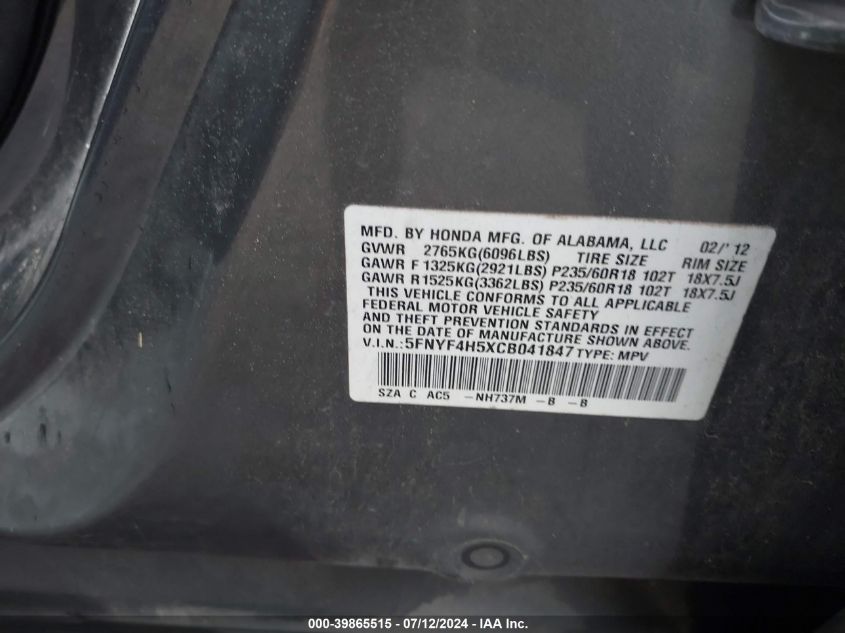 MFD. BY HONDA MFG. OF ALABAMA, LLC 02/' 12
GVWR 2765KG(6096LBS) TIRE SIZE RIM SIZE
GAWR F 1325KG(2921LBS) P235/60R18 102T 18X7.5J
GAWR R1525KG(3362LBS) P235/60R18 102T 18X7.5J
THIS VEHICLE CONFORMS TO ALL APPLICABLE
FEDERAL MOTOR VEHICLE SAFETY
AND THEFT PREVENTION STANDARDS IN EFFECT
ON THE DATE OF MANUFACTURE SHOWN ABOVE.
V.I.N.:5FNYF4H5XCB041847 TYPE: MPV
SZA C AC5 -NH737M -B -B
000-39865515 - 07/12/2024 - IAA Inc.